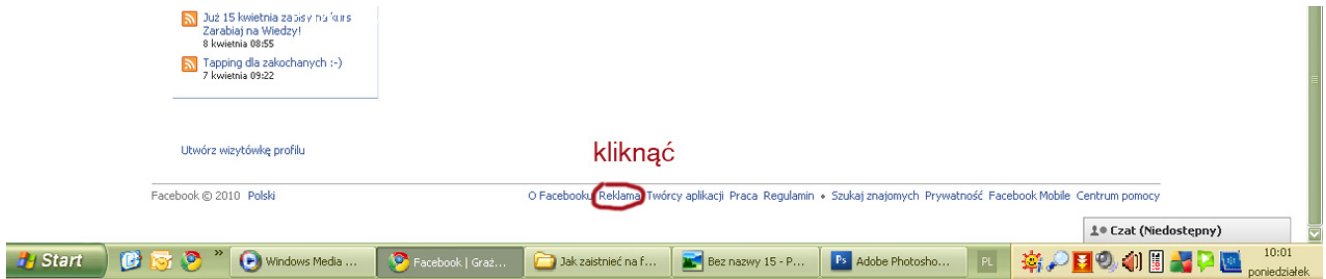 Już 15 kwietnia zapisy na kurs
Zarabiaj na Wiedzy!
8 kwietnia 08:55
Tapping dla zakochanych :-)
7 kwietnia 09:22
Utwórz wizytówkę profilu
kliknąć
Facebook © 2010 Polski
O Facebooku Reklama Twórcy aplikacji Praca Regulamin • Szukaj znajomych Prywatność Facebook Mobile Centrum pomocy
Czat (Niedostępny)
Start
Windows Media ...
Facebook | Graż...
Jak zaistnieć na f...
Bez nazwy 15 - P...
Ps Adobe Photosho...
PL
10:01
poniedziałek